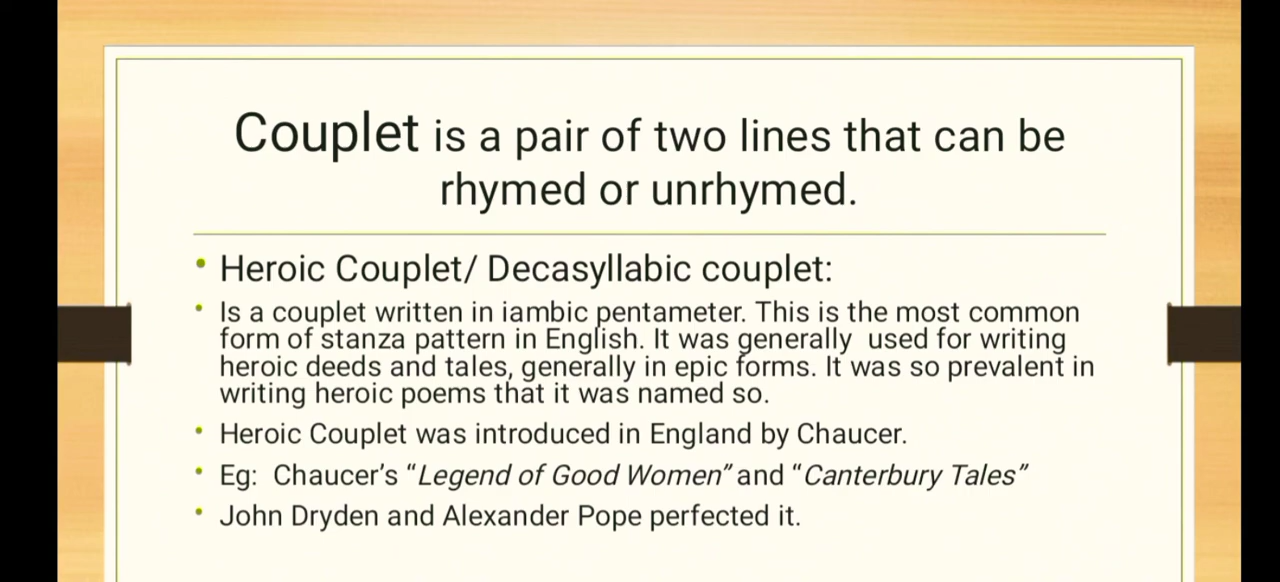 Couplet is a pair of two lines that can be
rhymed or unrhymed.
• Heroic Couplet/ Decasyllabic couplet:
• Is a couplet written in iambic pentameter. This is the most common
form of stanza pattern in English. It was generally  used for writing
heroic deeds and tales, generally in epic forms. It was so prevalent in
writing heroic poems that it was named so.
• Heroic Couplet was introduced in England by Chaucer.
• Eg:  Chaucer’s “Legend of Good Women” and “Canterbury Tales”
• John Dryden and Alexander Pope perfected it.